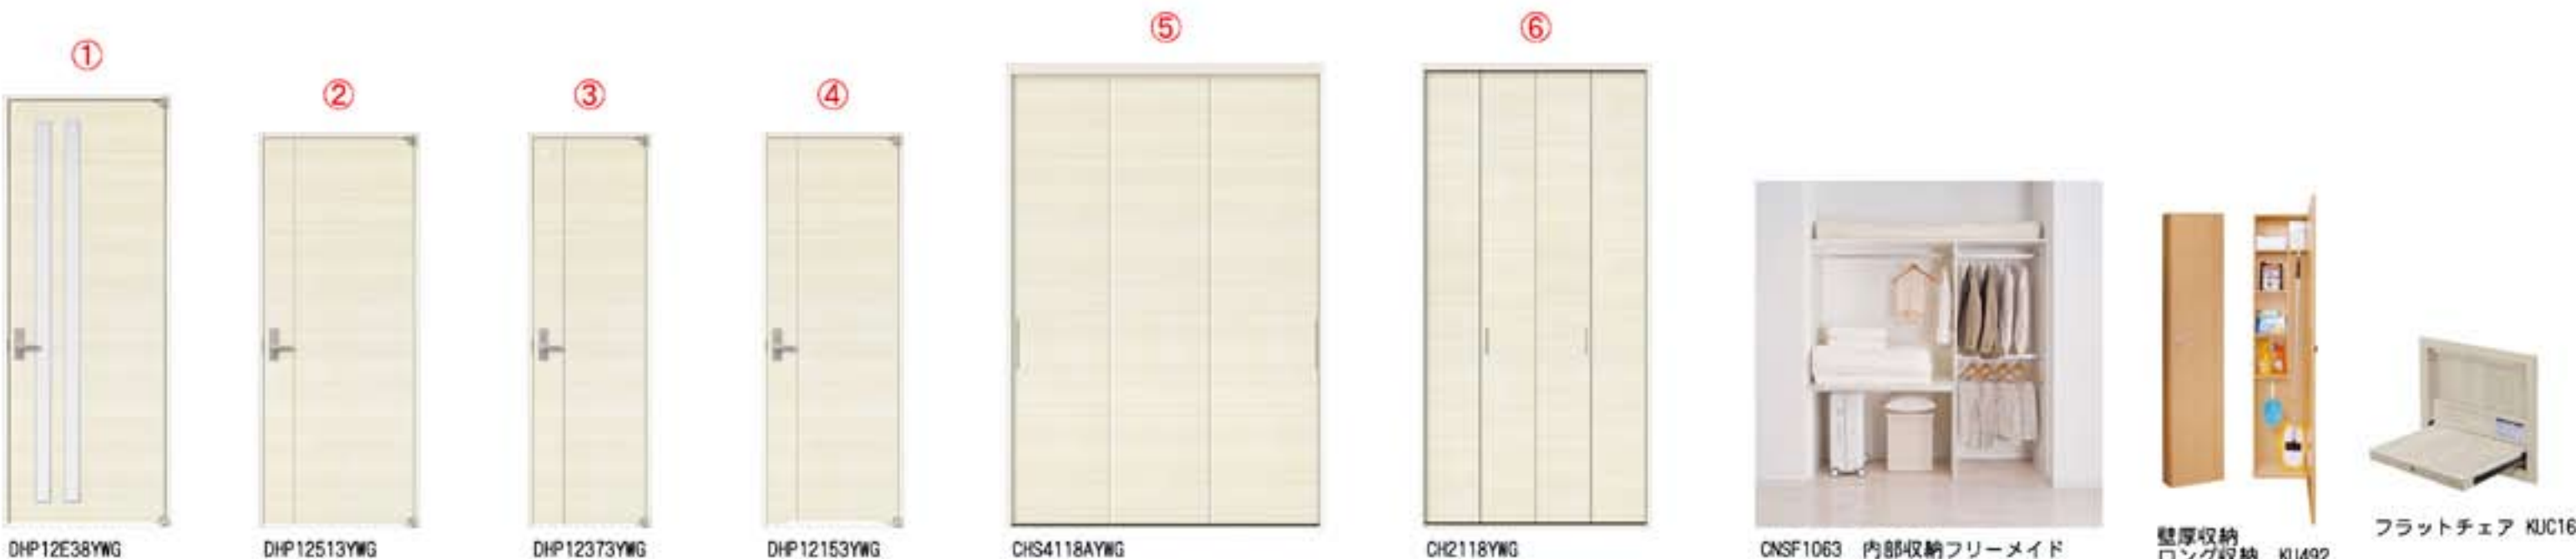 ①
②
③
④
⑤
⑥
DHP12E38YWG
DHP12513YWG
DHP12373YWG
DHP12153YWG
CHS4118AYWG
CH2118YWG
CNSF1063 内部収納フリーメイド
壁厚収納
ロング収納 KU492
フラットチェア KUC16